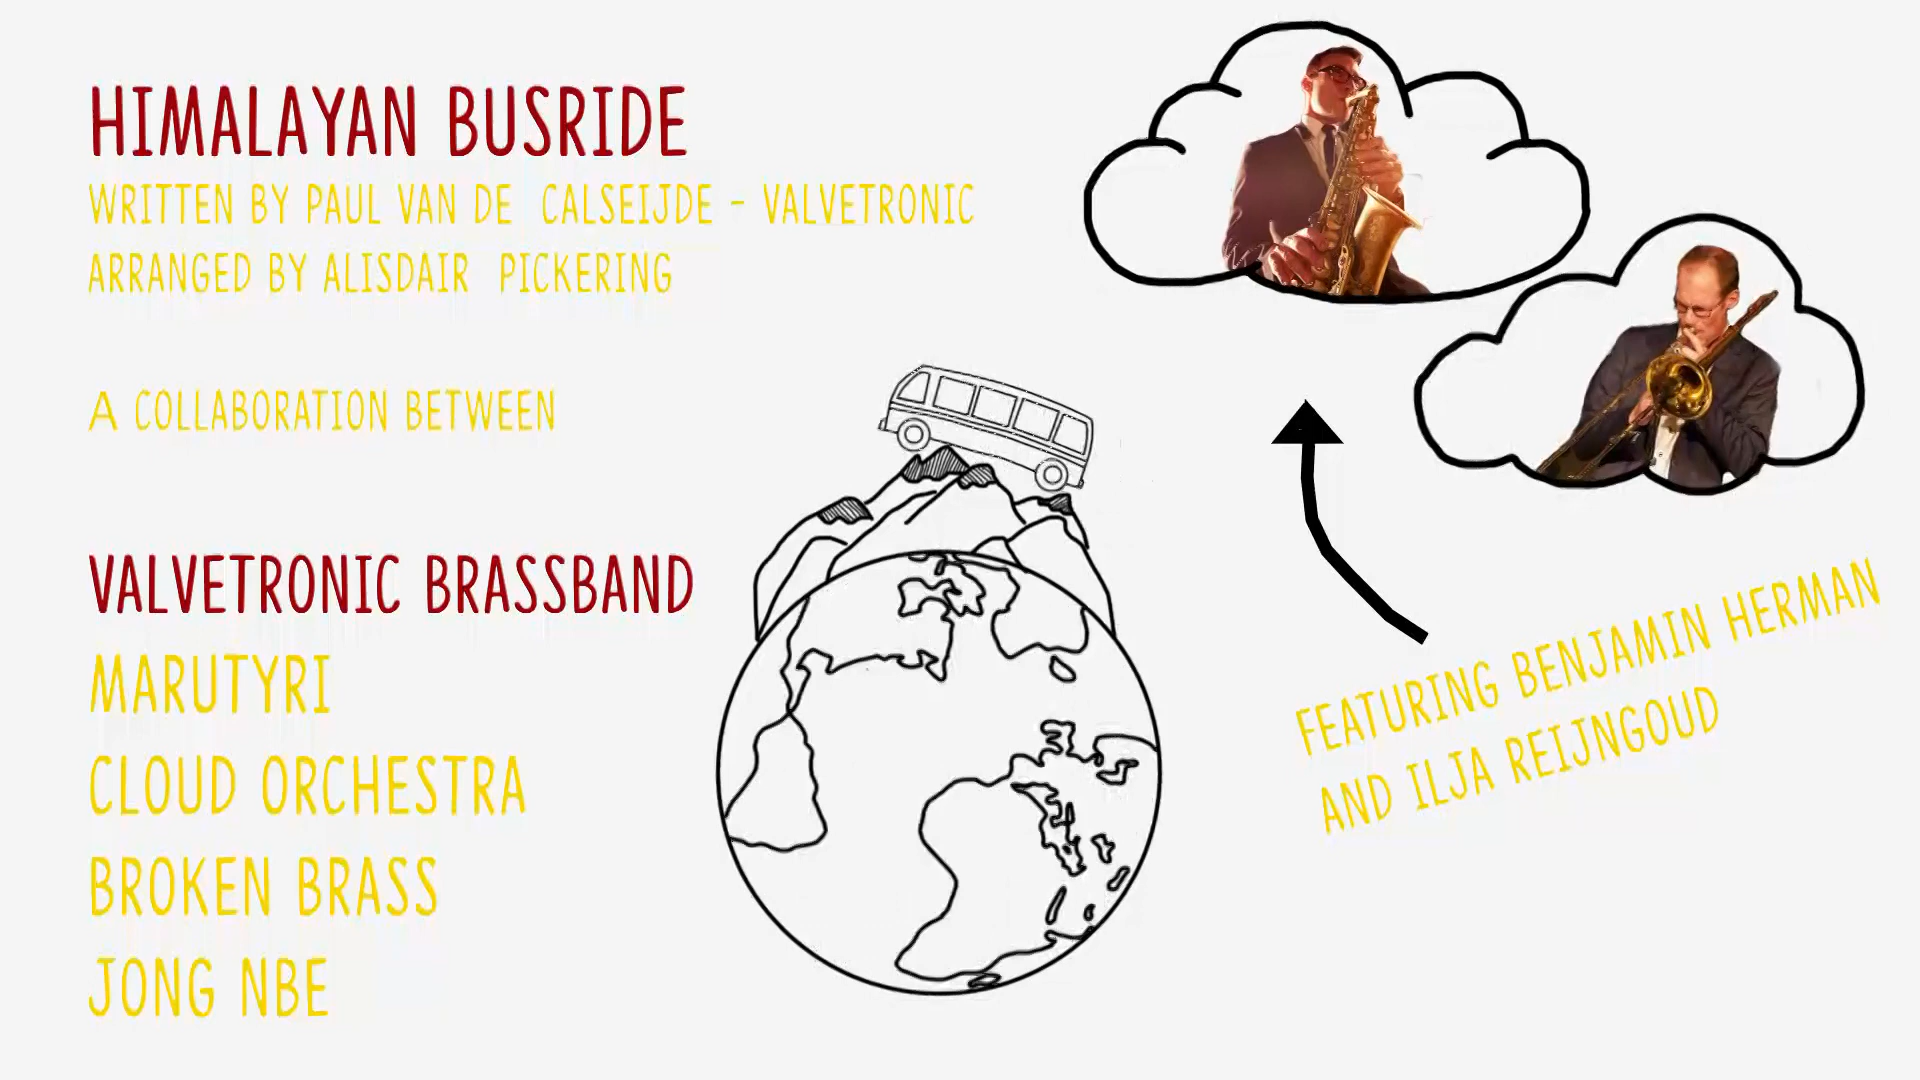 HIMALAYAN BUSRIDE
WRITTEN BY PAUL VAN DE CALSEIJDE - VALVETRONIC
ARRANGED BY ALISDAIR PICKERING
A COLLABORATION BETWEEN
VALVETRONIC BRASSBAND
MARUTYRI
CLOUD ORCHESTRA
BROKEN BRASS
JONG NBE
FEATURING BENJAMIN HERMAN
AND ILJA REIJNGOUD